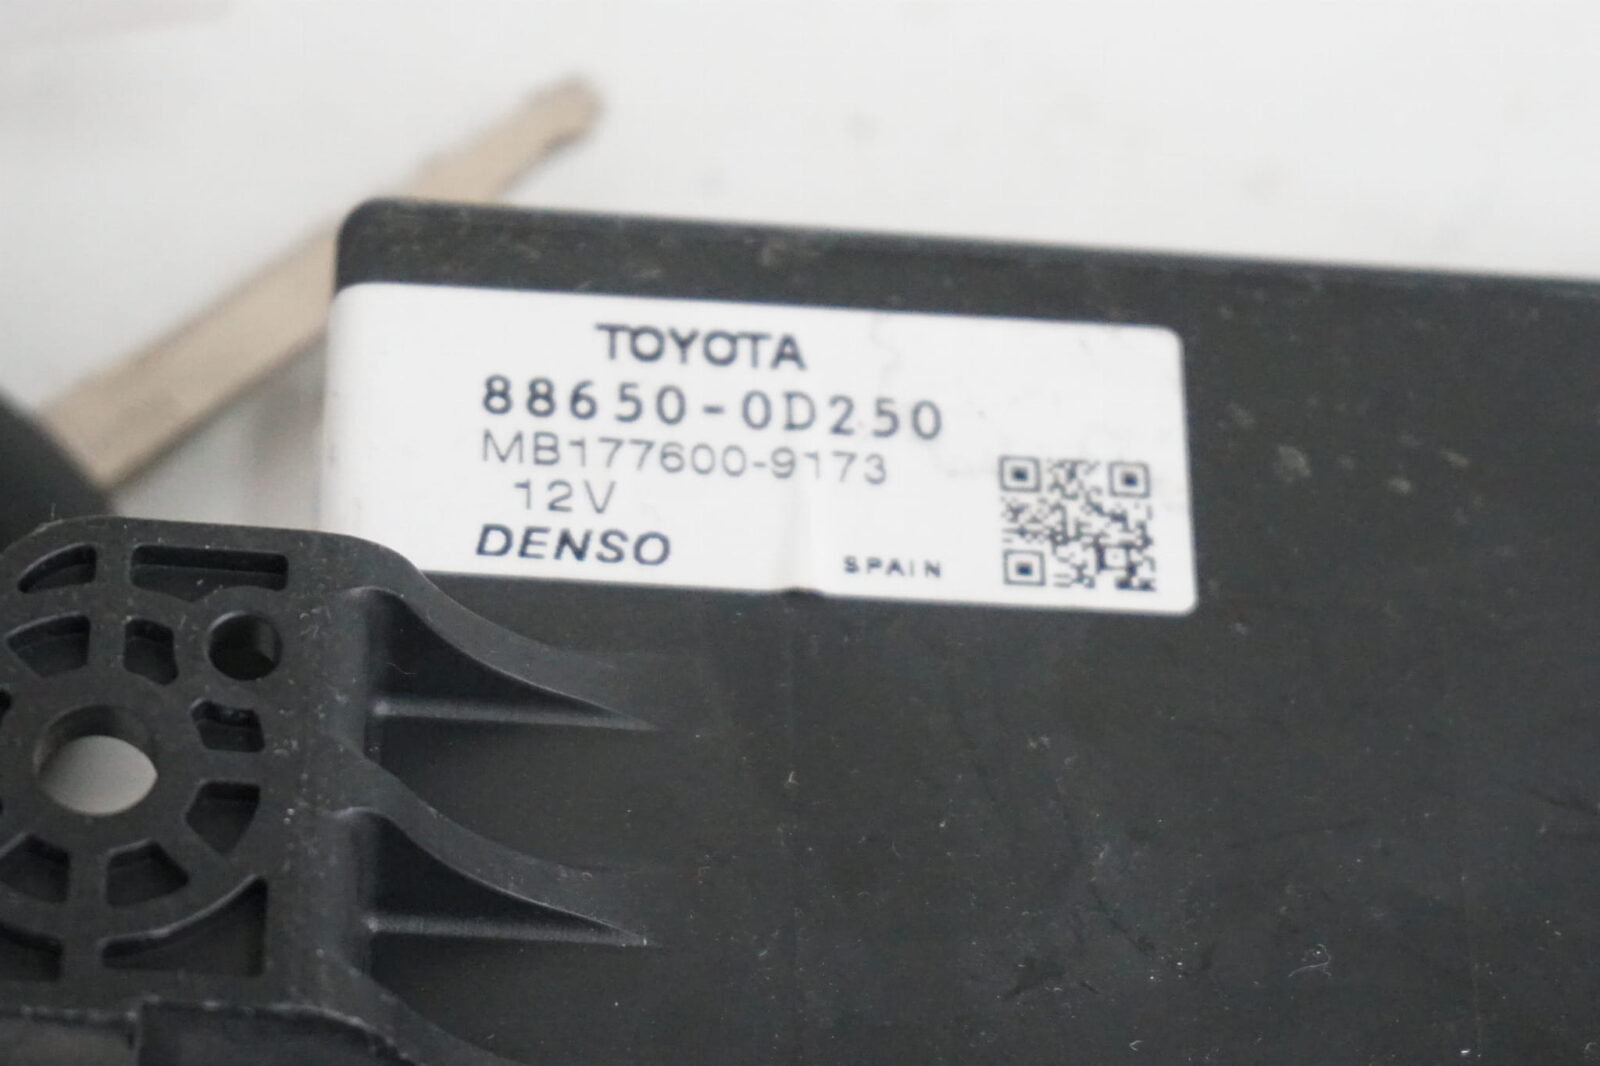 TOYOTA
88650-0D250
MB177600-9173
12V
DENSO
SPAIN